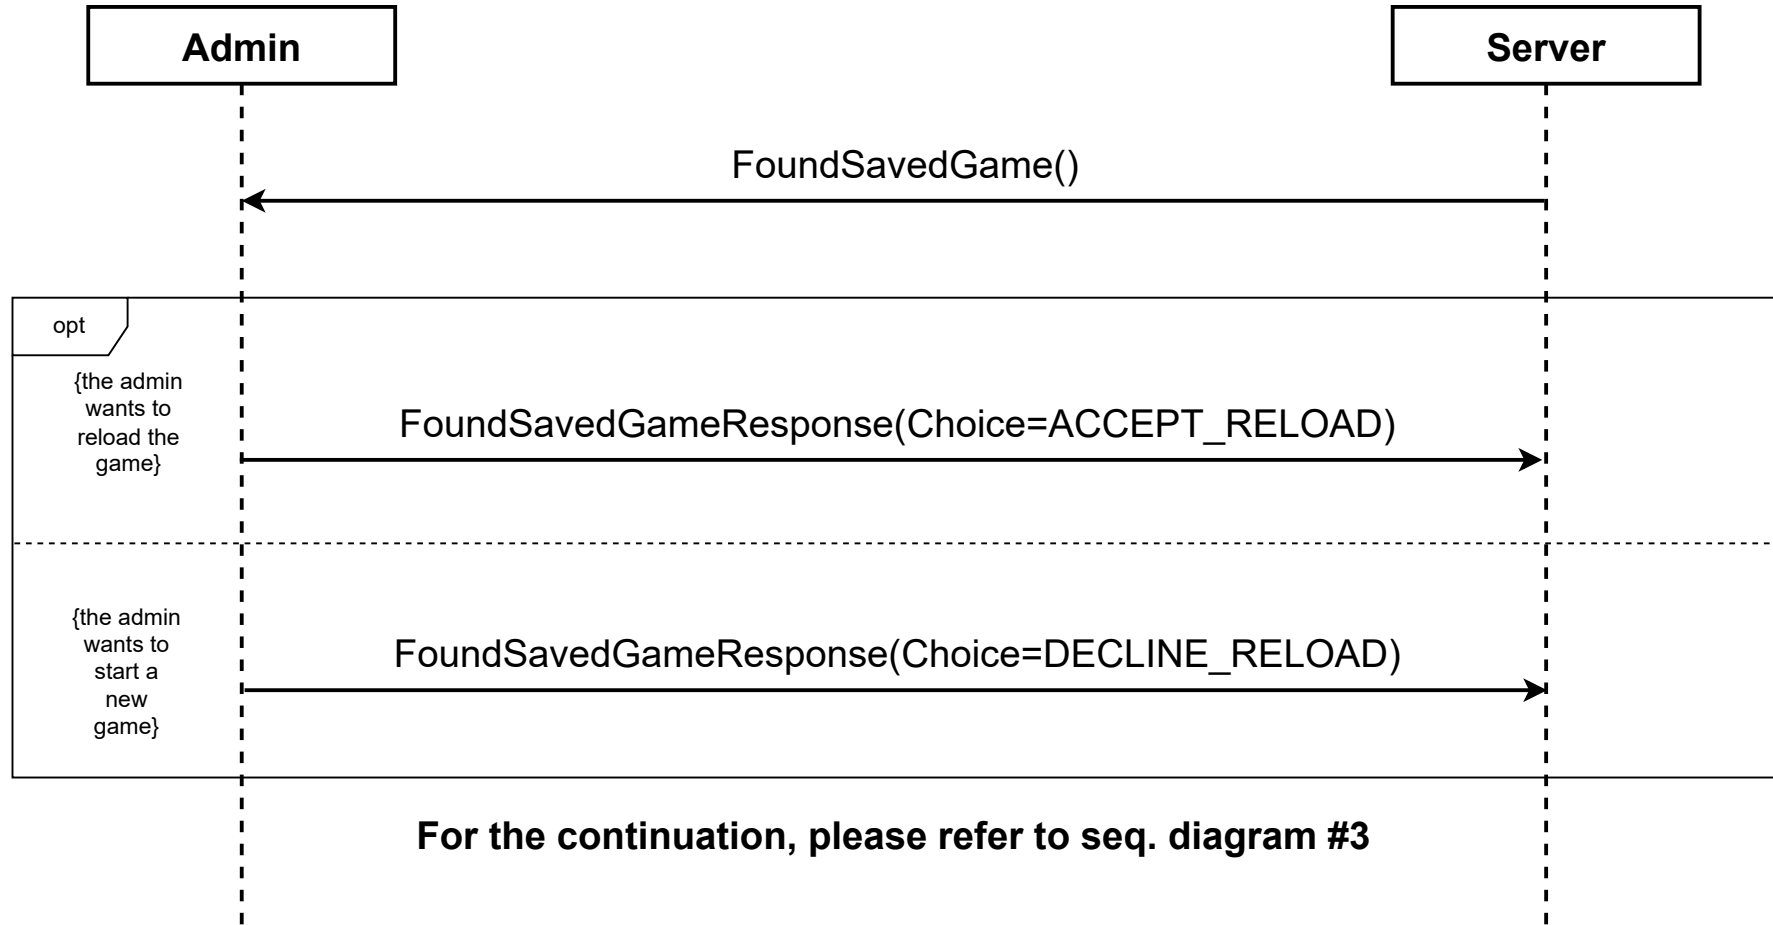 Admin
Server
FoundSavedGame()
opt
{the admin
wants to
reload the
game}
FoundSavedGameResponse(Choice=ACCEPT_RELOAD)
{the admin
wants to
start a
new
game}
FoundSavedGameResponse(Choice=DECLINE_RELOAD)
For the continuation, please refer to seq. diagram #3